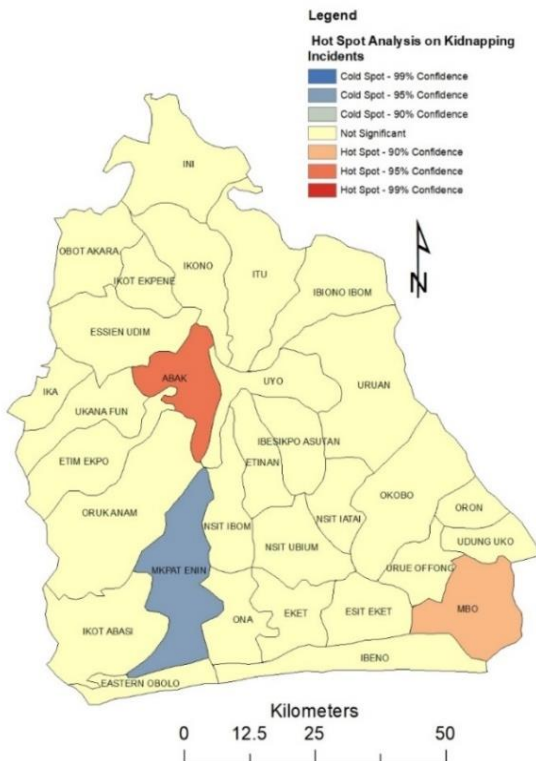 Legend
Hot Spot Analysis on Kidnapping
Incidents
Cold Spot - 99% Confidence
Cold Spot - 95% Confidence
Cold Spot - 90% Confidence
Not Significant
Hot Spot - 90% Confidence
Hot Spot - 95% Confidence
Hot Spot - 99% Confidence
N
INI
OBOT AKARA
IKOT EKPENE
IKONO
ITU
IBIONO IBOM
ESSIEN UDIM
ABAK
UYO
URUAN
IKA
UKANA FUN
IBESIKPO ASUTAN
ETIM EKPO
ETINAN
OKOBO
ORUK ANAM
NSIT IBOM
NSIT IATAI
ORON
NSIT UBIUM
UDUNG UKO
MKPAT ENIN
URUE OFFONG
MBO
IKOT ABASI
ONA
EKET
ESIT EKET
IBENO
EASTERN OBOLO
Kilometers
0 12.5 25 50